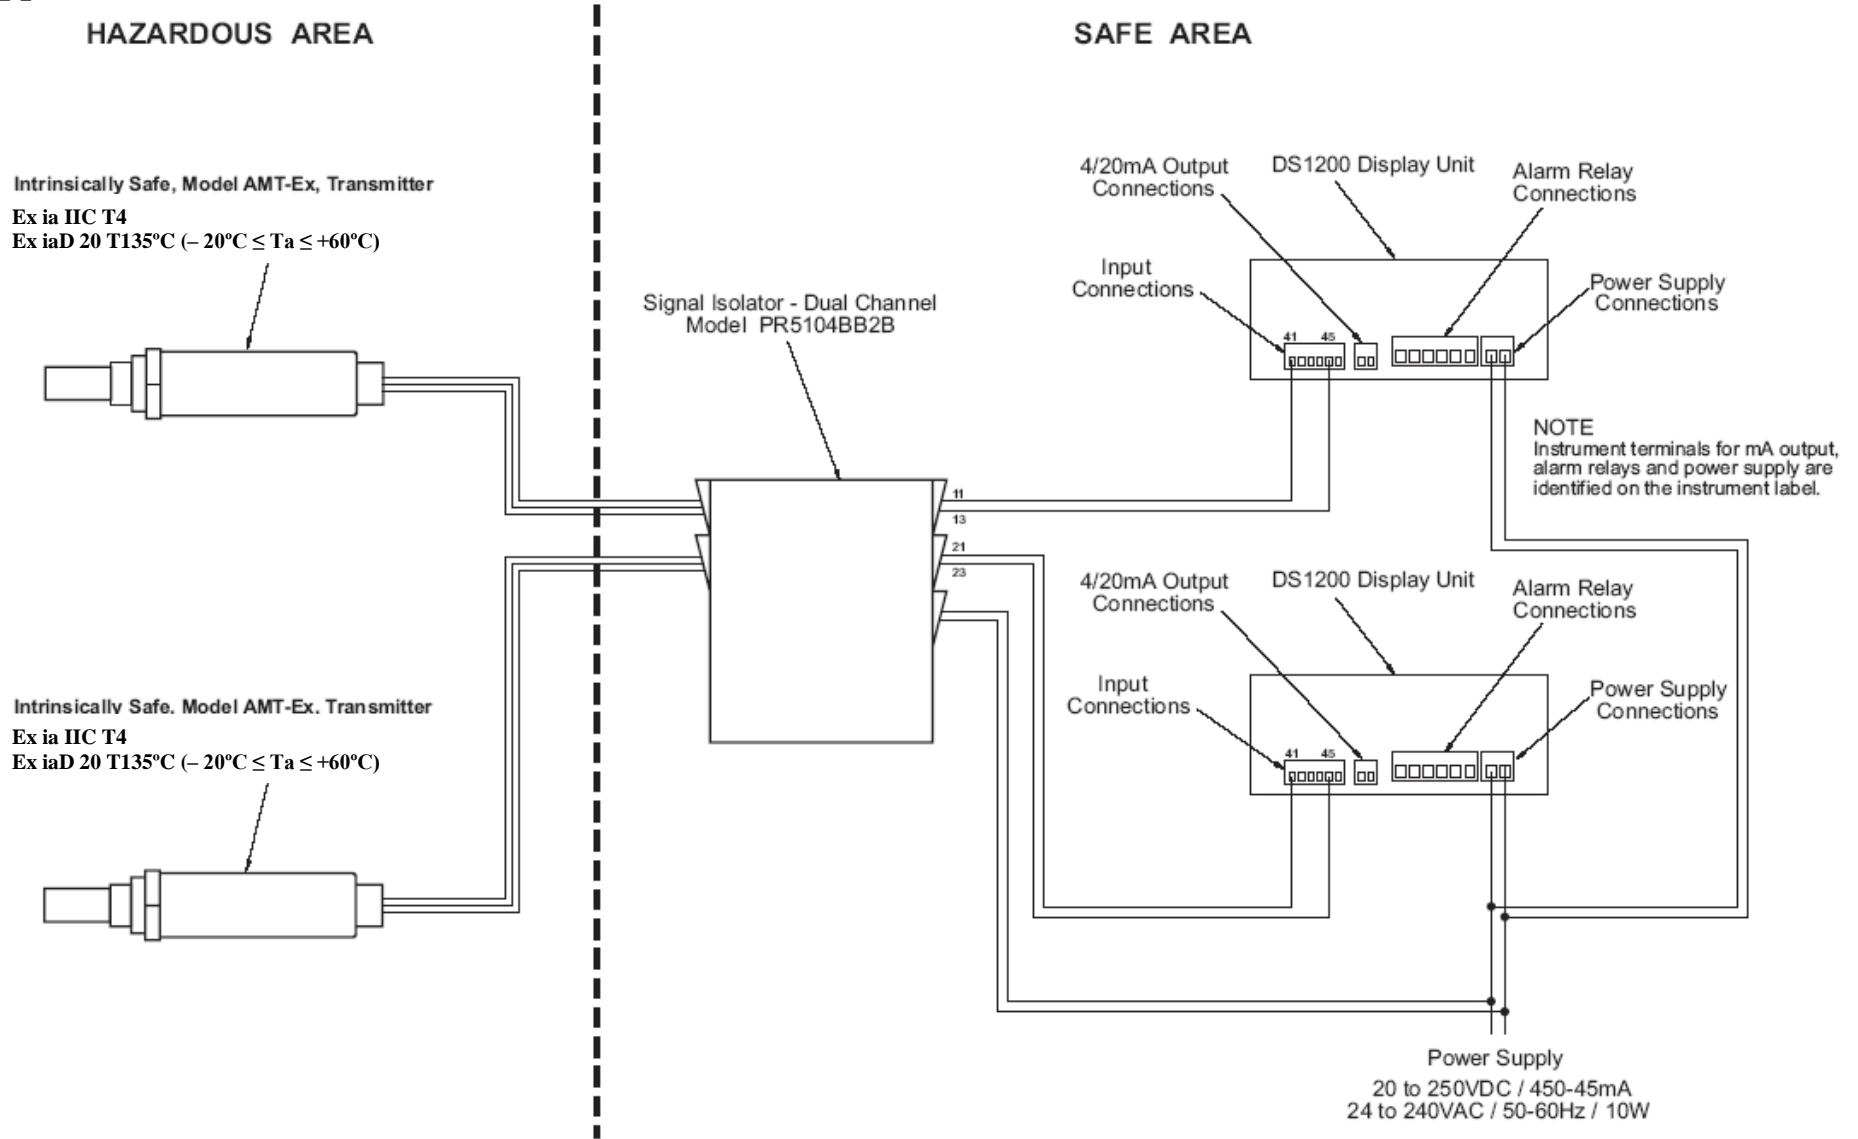 HAZARDOUS AREA
SAFE AREA
Intrinsically Safe, Model AMT-Ex, Transmitter
Ex ia IIC T4
Ex iaD 20 T135ºC (– 20ºC ≤ Ta ≤ +60ºC)
Signal Isolator - Dual Channel
Model PR5104BB2B
4/20mA Output
Connections
DS1200 Display Unit
Alarm Relay
Connections
Input
Connections
Power Supply
Connections
41 45
NOTE
Instrument terminals for mA output,
alarm relays and power supply are
identified on the instrument label.
11
13
21
23
4/20mA Output
Connections
DS1200 Display Unit
Alarm Relay
Connections
Input
Connections
Power Supply
Connections
41 45
Intrinsically Safe. Model AMT-Ex. Transmitter
Ex ia IIC T4
Ex iaD 20 T135ºC (– 20ºC ≤ Ta ≤ +60ºC)
Power Supply
20 to 250VDC / 450-45mA
24 to 240VAC / 50-60Hz / 10W